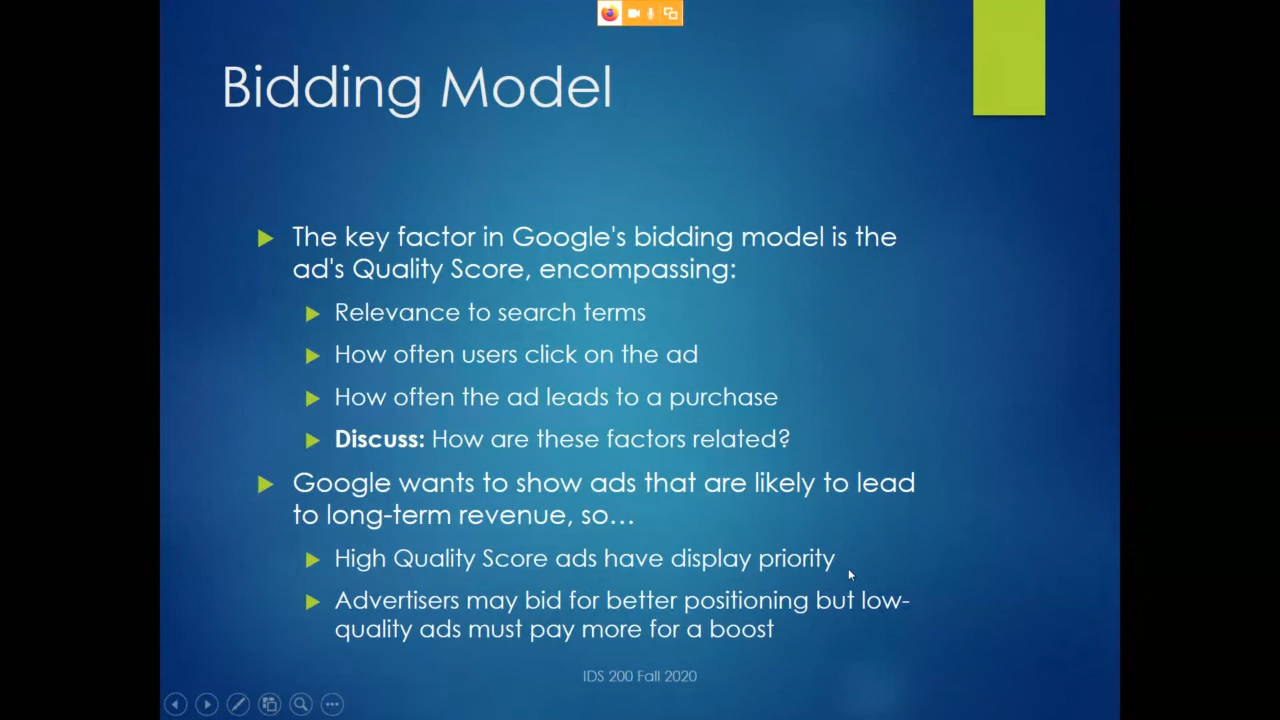 Bidding Model
The key factor in Google's bidding model is the
ad's Quality Score, encompassing:
Relevance to search terms
How often users click on the ad
How often the ad leads to a purchase
Discuss: How are these factors related?
Google wants to show ads that are likely to lead
to long-term revenue, so…
High Quality Score ads have display priority
Advertisers may bid for better positioning but low-
quality ads must pay more for a boost
IDS 200 Fall 2020